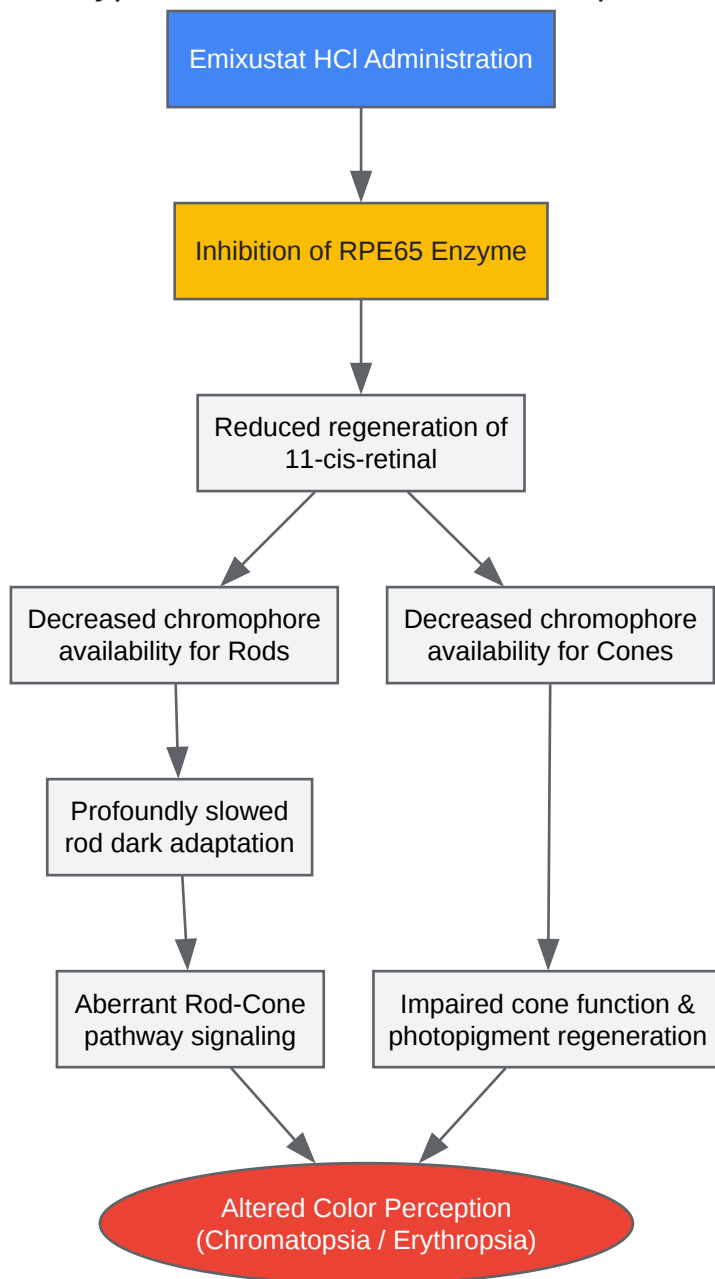 Emixustat HCl Administration
Inhibition of RPE65 Enzyme
Reduced regeneration of
11-cis-retinal
Decreased chromophore
availability for Rods
Decreased chromophore
availability for Cones
Profoundly slowed
rod dark adaptation
Aberrant Rod-Cone
pathway signaling
Impaired cone function &
photopigment regeneration
Altered Color Perception
(Chromatopsia / Erythropsia)